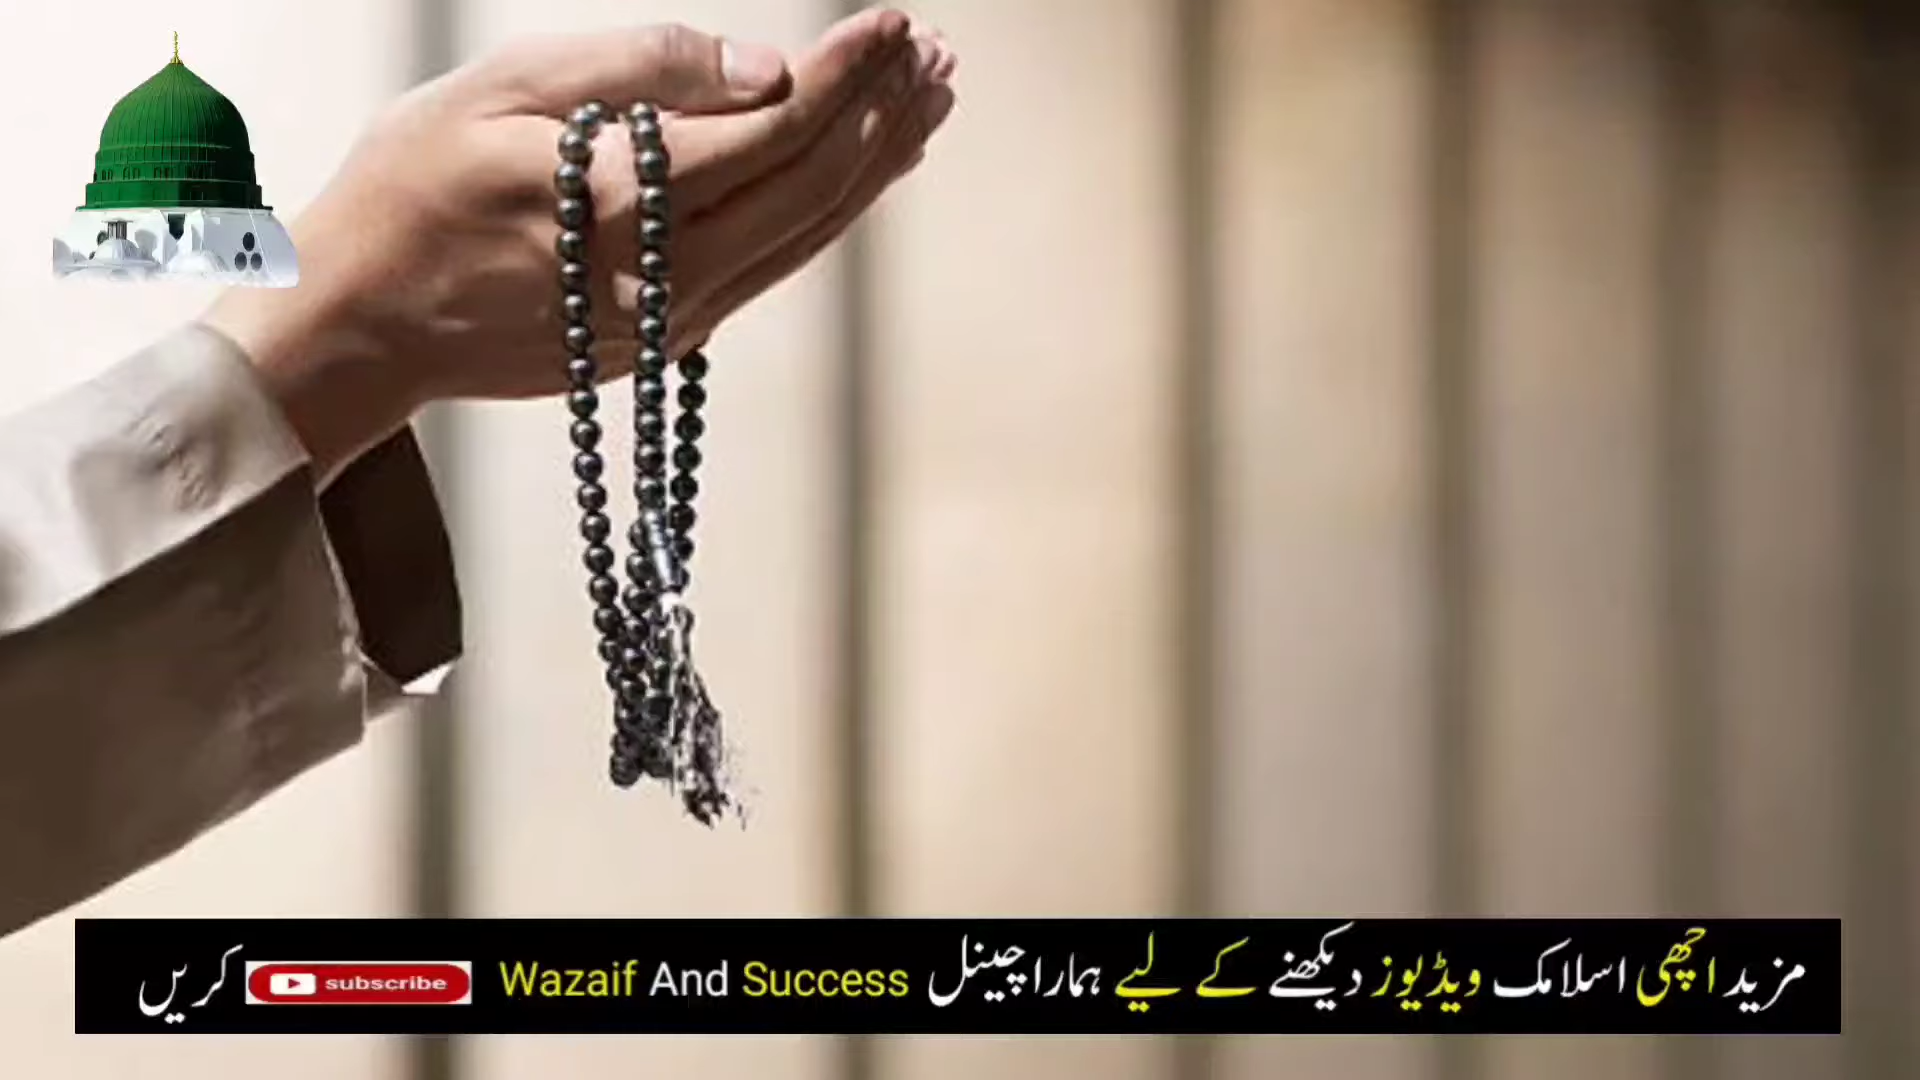 مزید اچھی اسلامک ویڈیوز دیکھنے کے لیے ہمارا چینل Wazaif And Success subscribe کریں